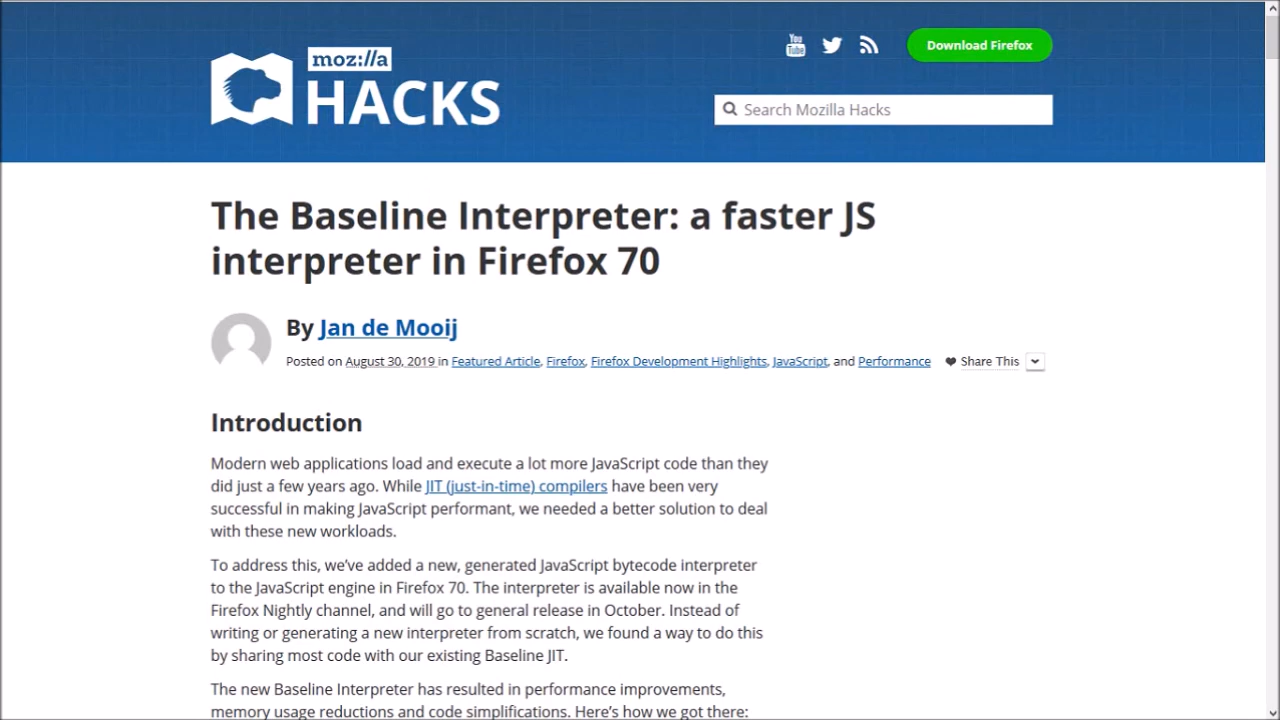 You
Tube
Download Firefox
moz://a
HACKS
Search Mozilla Hacks
The Baseline Interpreter: a faster JS
interpreter in Firefox 70
By Jan de Mooij
Posted on August 30, 2019 in Featured Article, Firefox, Firefox Development Highlights, JavaScript, and Performance
Share This
Introduction
Modern web applications load and execute a lot more JavaScript code than they
did just a few years ago. While JIT (just-in-time) compilers have been very
successful in making JavaScript performant, we needed a better solution to deal
with these new workloads.
To address this, we’ve added a new, generated JavaScript bytecode interpreter
to the JavaScript engine in Firefox 70. The interpreter is available now in the
Firefox Nightly channel, and will go to general release in October. Instead of
writing or generating a new interpreter from scratch, we found a way to do this
by sharing most code with our existing Baseline JIT.
The new Baseline Interpreter has resulted in performance improvements,
memory usage reductions and code simplifications. Here’s how we got there: